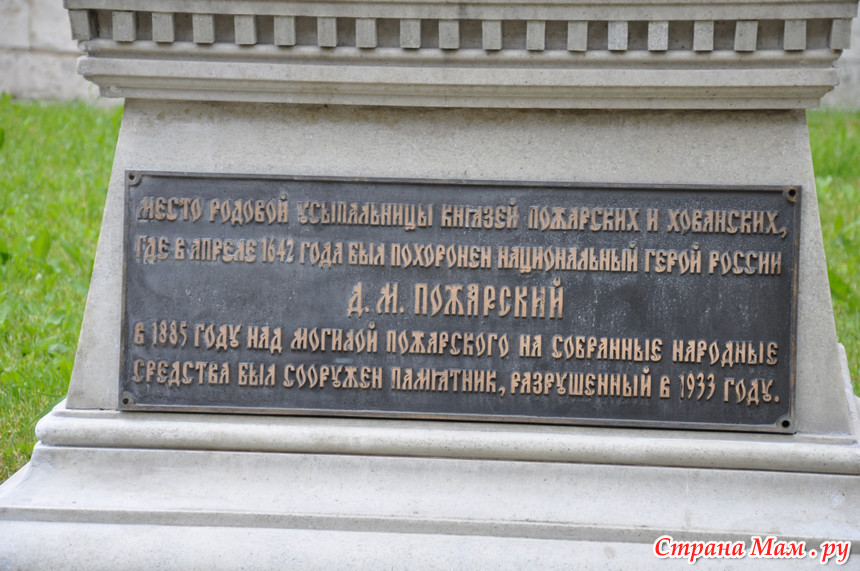 МЕСТО РОДОВОЙ УСЫПАЛЬНИЦЫ КНЯЗЕЙ ПОЖАРСКИХ И ХОВАНСКИХ,
ГДЕ В АПРЕЛЕ 1642 ГОДА БЫЛ ПОХОРОНЕН НАЦИОНАЛЬНЫЙ ГЕРОЙ РОССИИ
Д. М. ПОЖАРСКИЙ
В 1885 ГОДУ НАД МОГИЛОЙ ПОЖАРСКОГО НА СОБРАННЫЕ НАРОДНЫЕ
СРЕДСТВА БЫЛ СООРУЖЕН ПАМЯТНИК, РАЗРУШЕННЫЙ В 1933 ГОДУ.
Страна Мам.ру